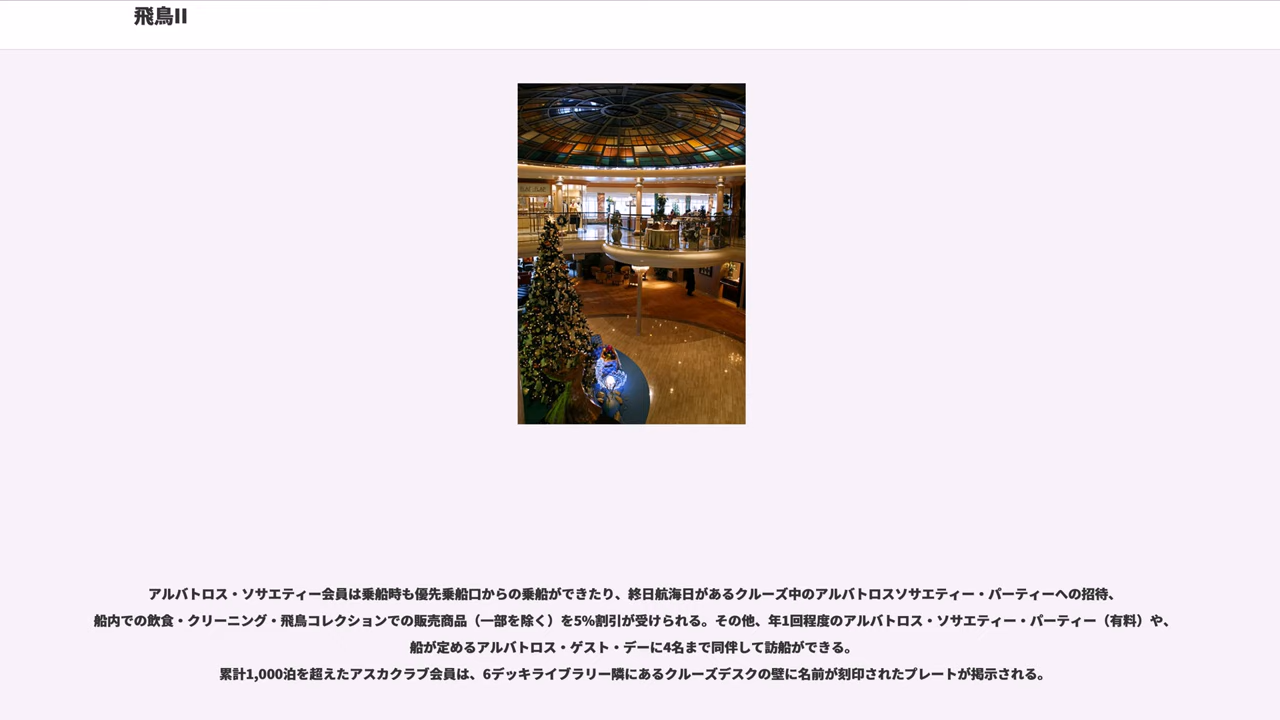 飛鳥II
アルバトロス・ソサエティー会員は乗船時も優先乗船口からの乗船ができたり、終日航海日があるクルーズ中のアルバトロスソサエティー・パーティーへの招待、
船内での飲食・クリーニング・飛鳥コレクションでの販売商品（一部を除く）を5%割引が受けられる。その他、年1回程度のアルバトロス・ソサエティー・パーティー（有料）や、
船が定めるアルバトロス・ゲスト・デーに4名まで同伴して訪船ができる。
累計1,000泊を超えたアスカクラブ会員は、6デッキライブラリー隣にあるクルーズデスクの壁に名前が刻印されたプレートが掲示される。